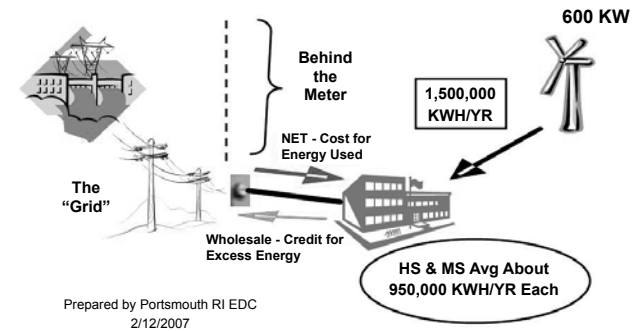 600 KW
Behind
the
Meter
1,500,000
KWH/YR
NET - Cost for
Energy Used
The
“Grid”
Wholesale - Credit for
Excess Energy
HS & MS Avg About
950,000 KWH/YR Each
Prepared by Portsmouth RI EDC
2/12/2007